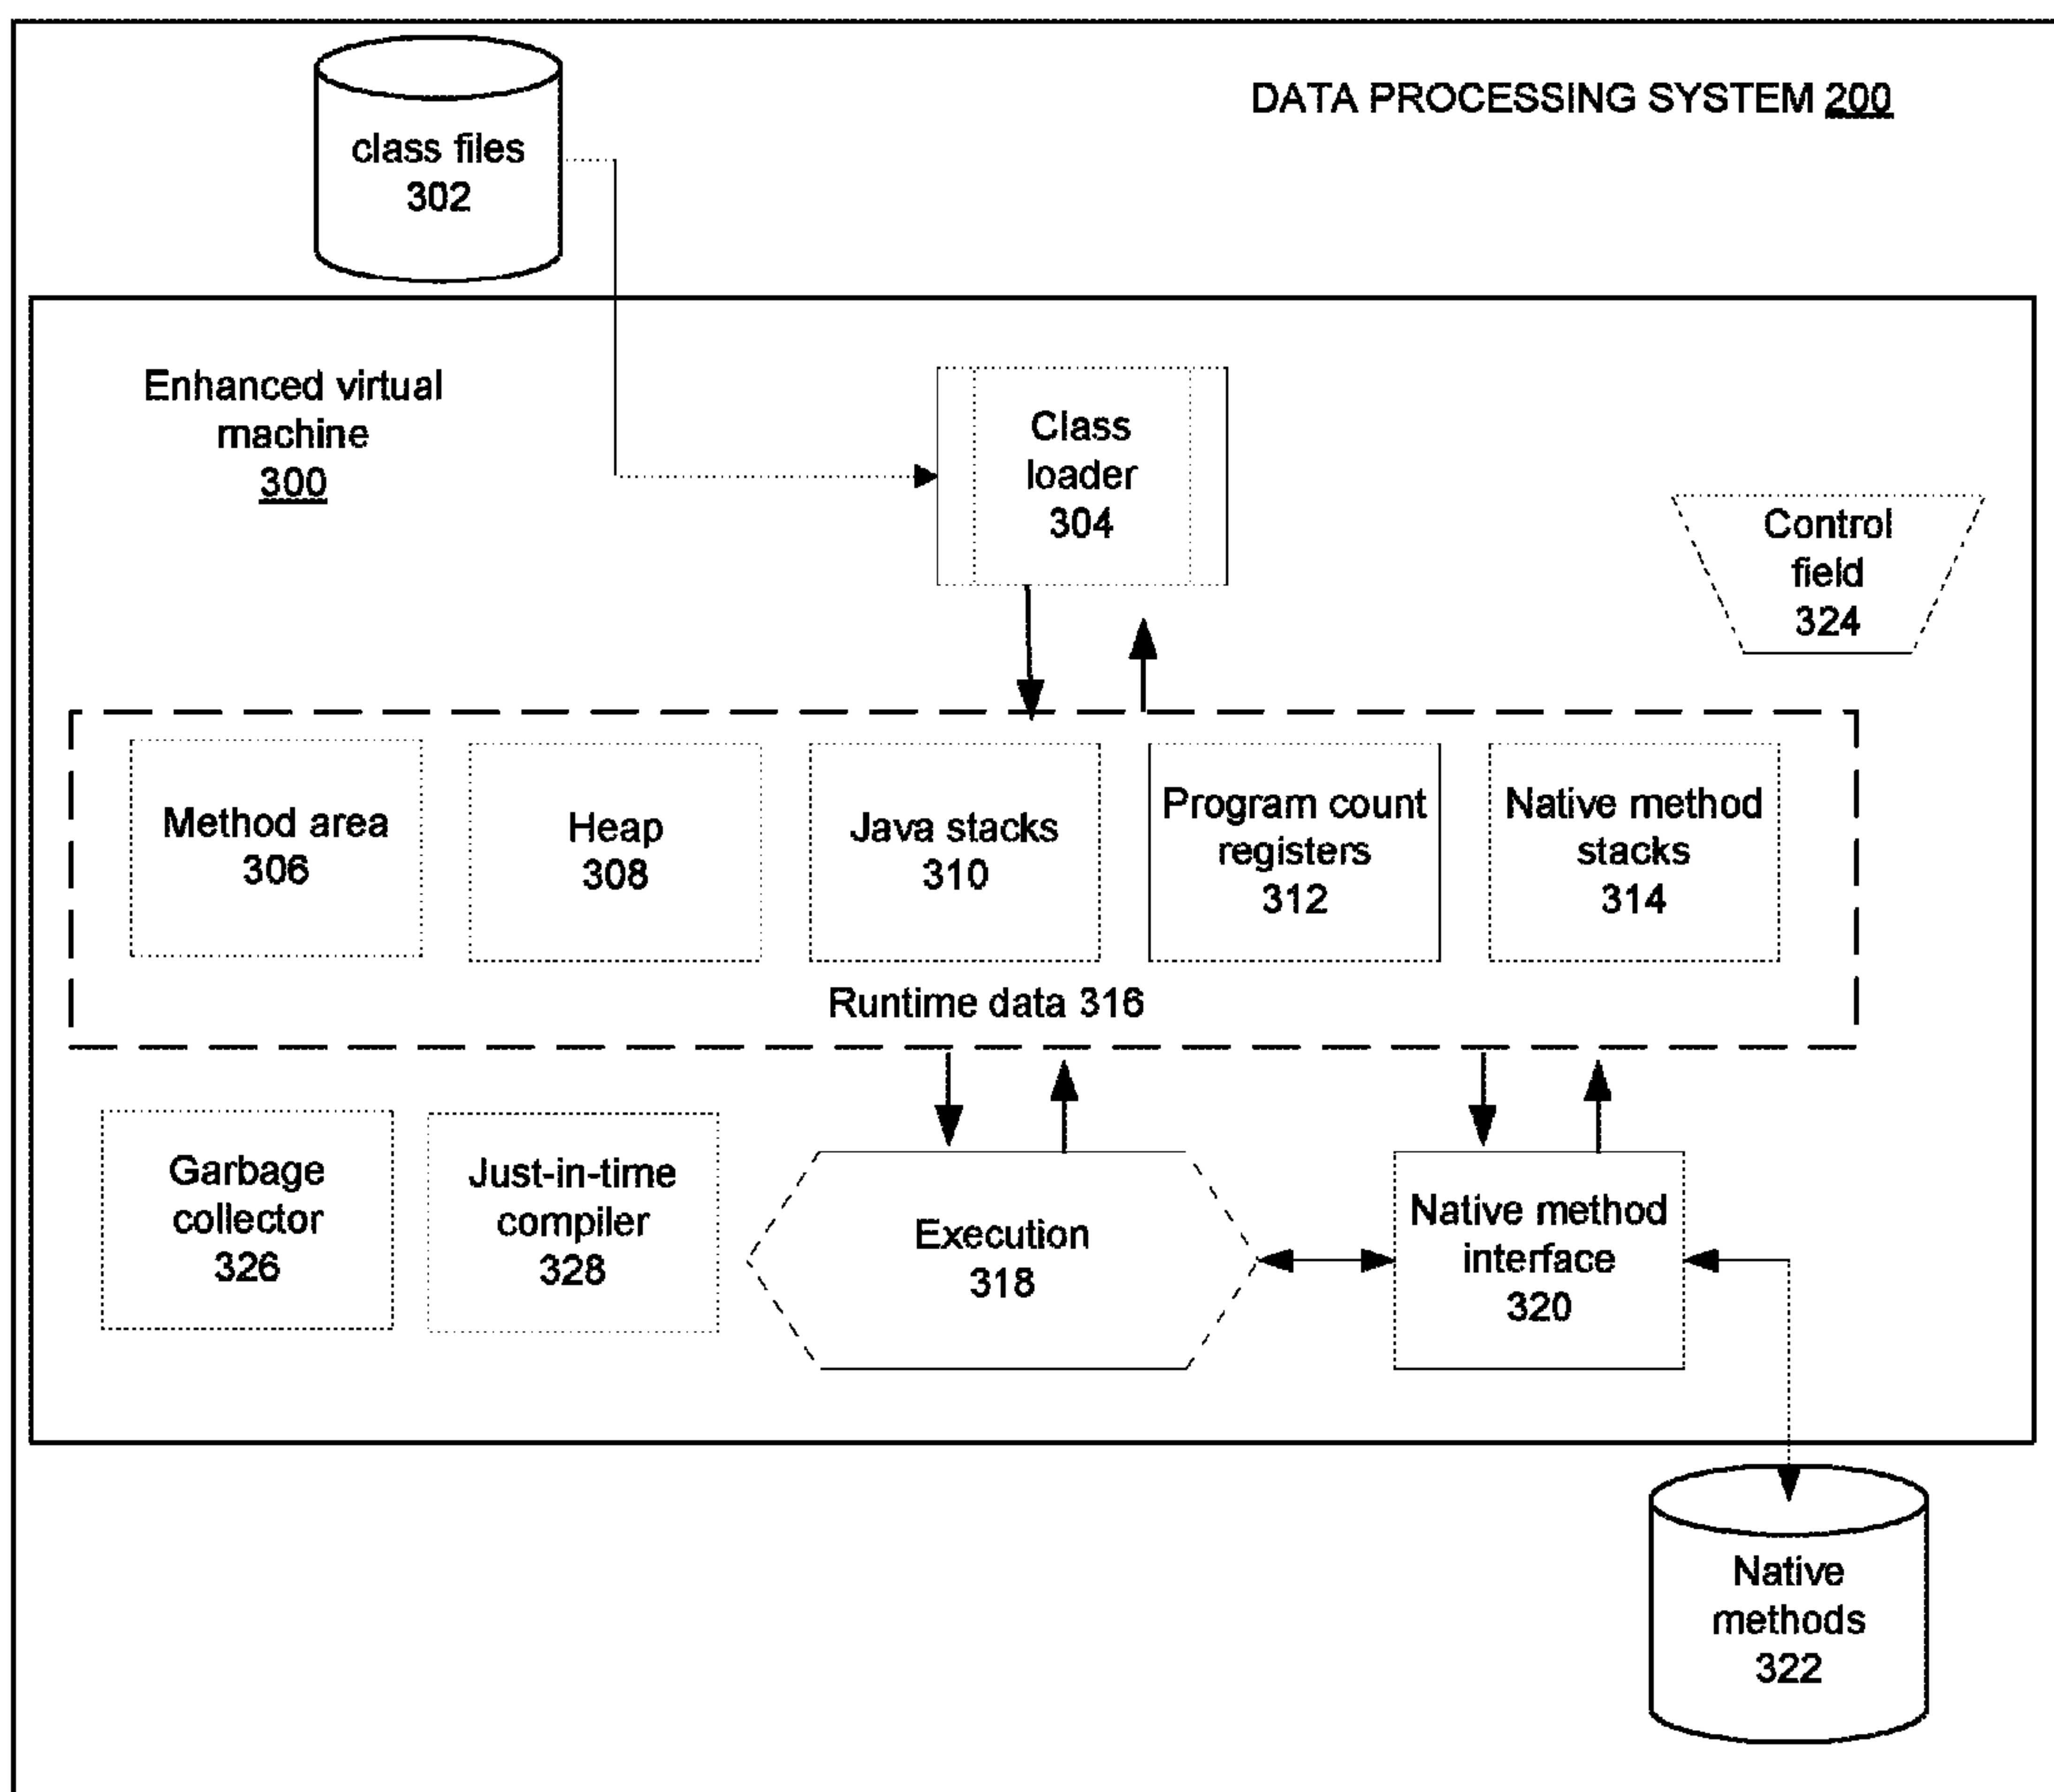 DATA PROCESSING SYSTEM 200
class files
302
Enhanced virtual
machine
300
Class
loader
304
Control
field
324
Method area
306
Heap
308
Java stacks
310
Program count
registers
312
Native method
stacks
314
Runtime data 316
Garbage
collector
326
Just-in-time
compiler
328
Execution
318
Native method
interface
320
Native
methods
322